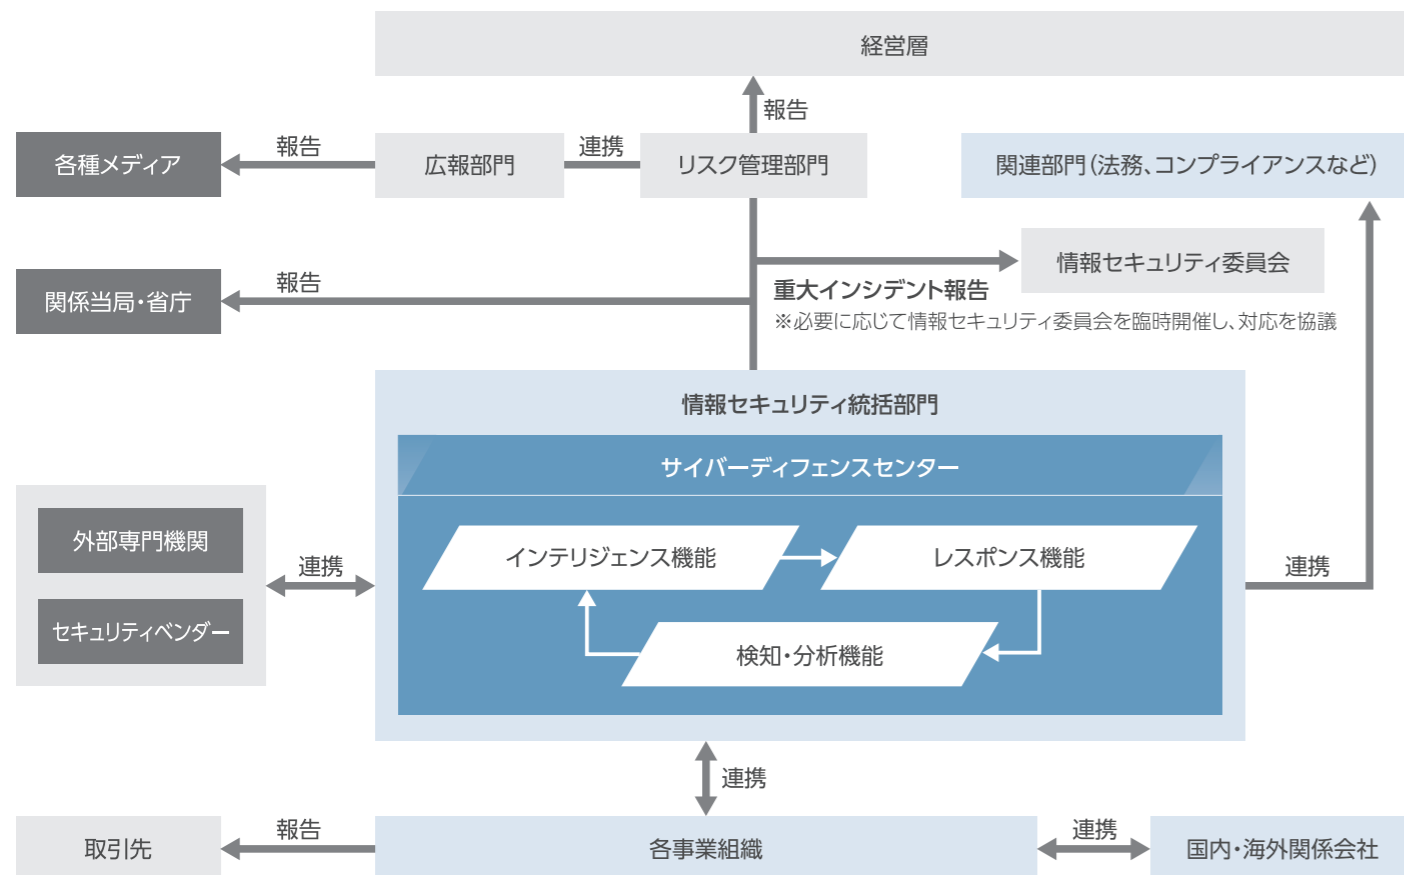 経営層
報告
各種メディア
報告
広報部門
連携
リスク管理部門
関連部門（法務、コンプライアンスなど）
情報セキュリティ委員会
関係当局・省庁
報告
重大インシデント報告
※必要に応じて情報セキュリティ委員会を臨時開催し、対応を協議
情報セキュリティ統括部門
サイバーディフェンスセンター
外部専門機関
セキュリティベンダー
連携
インテリジェンス機能
レスポンス機能
検知・分析機能
連携
連携
取引先
報告
各事業組織
連携
国内・海外関係会社